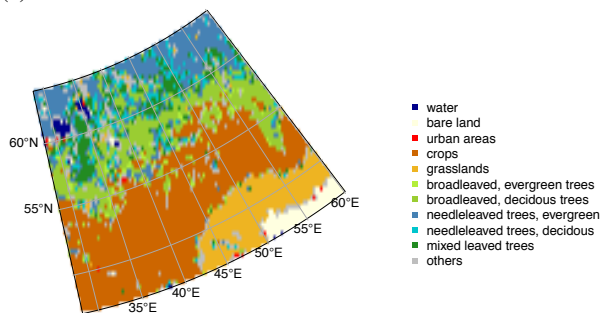 60°N
55°N
35°E
40°E
45°E
50°E
55°E
60°E
water
bare land
urban areas
crops
grasslands
broadleaved, evergreen trees
broadleaved, decidous trees
needleleaved trees, evergreen
needleleaved trees, decidous
mixed leaved trees
others